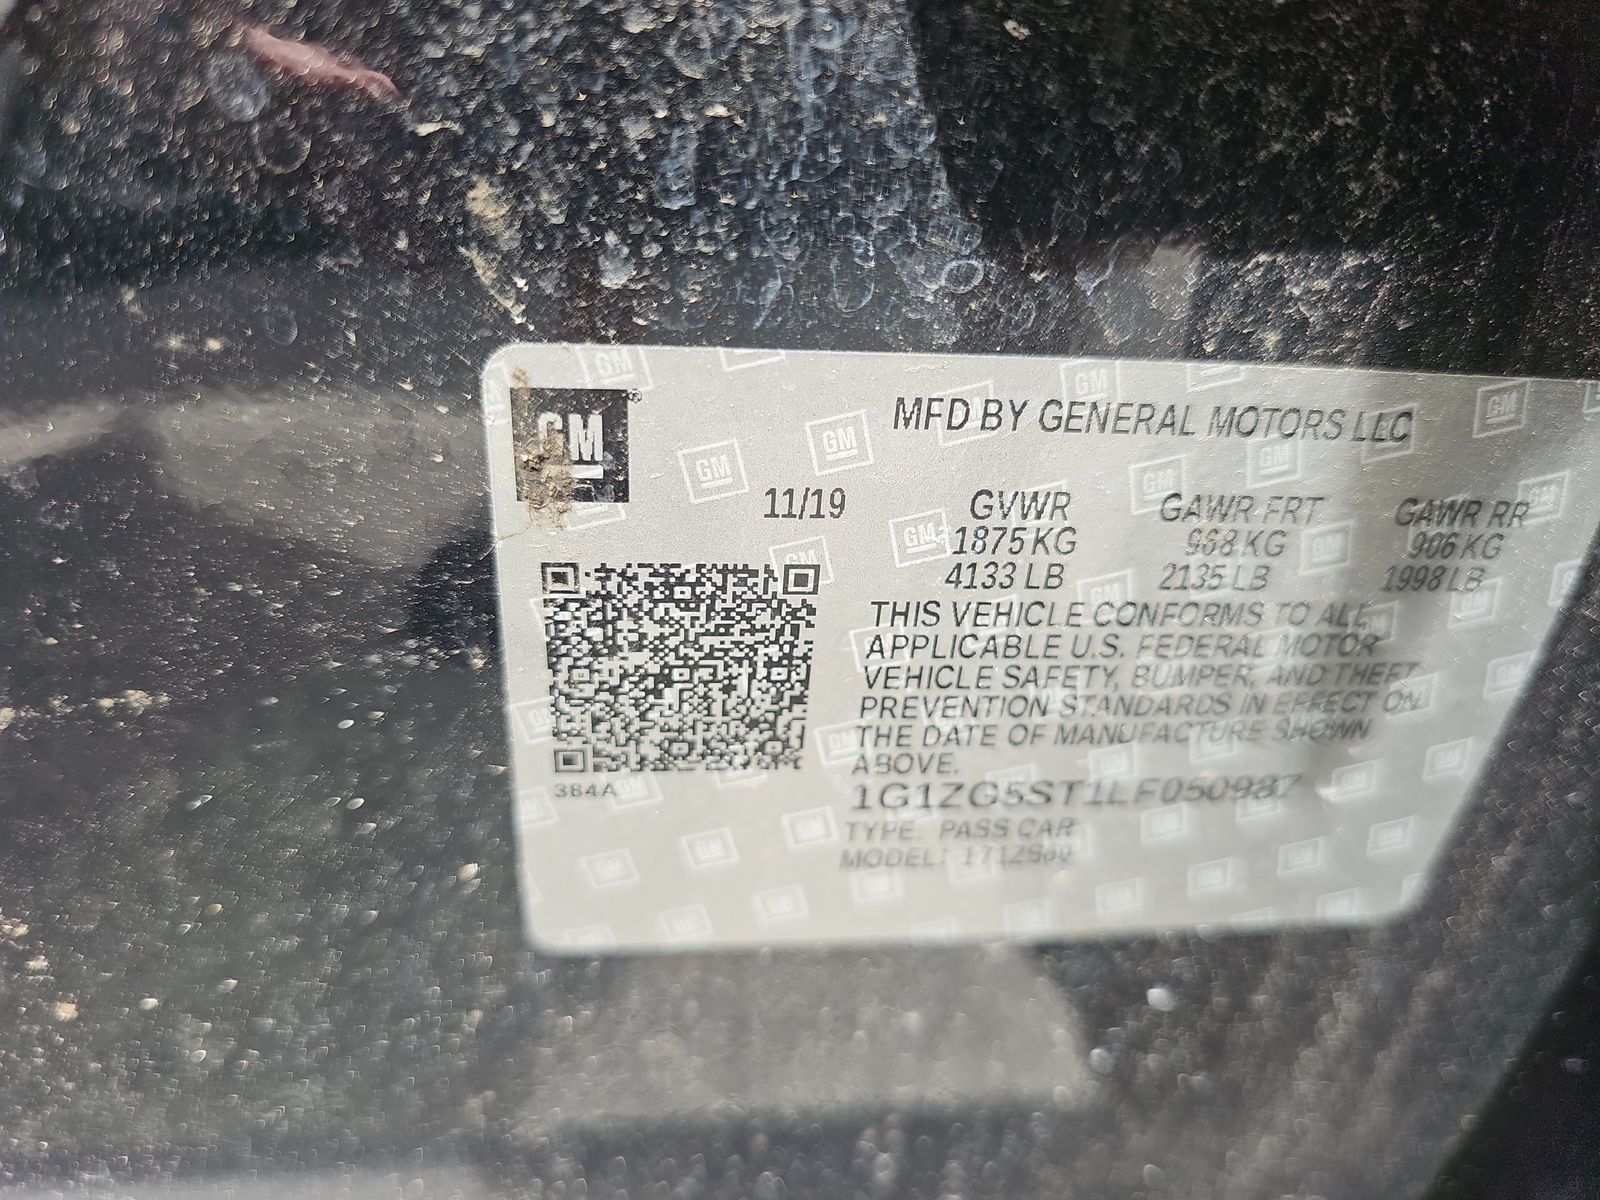 GM
MFD BY GENERAL MOTORS LLC
11/19 GVWR GAWR FRT GAWR RR
1875 KG 968 KG 906 KG
4133 LB 2135 LB 1998 LB
THIS VEHICLE CONFORMS TO ALL
APPLICABLE U.S. FEDERAL MOTOR
VEHICLE SAFETY, BUMPER, AND THEFT
PREVENTION STANDARDS IN EFFECT ON
THE DATE OF MANUFACTURE SHOWN
ABOVE.
384A
1G1ZG5ST1LF050987
TYPE: PASS CAR
MODEL: